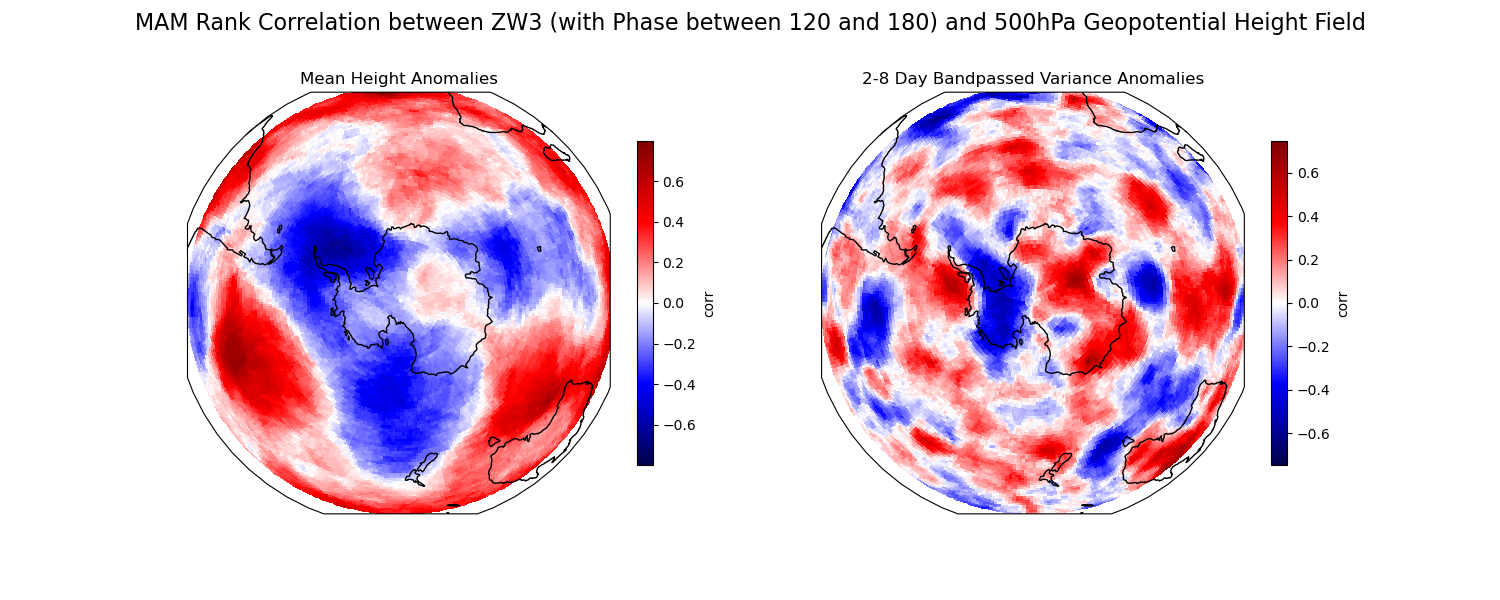 MAM Rank Correlation between ZW3 (with Phase between 120 and 180) and 500hPa Geopotential Height Field
Mean Height Anomalies
0.6
0.4
0.2
0.0
−0.2
−0.4
−0.6
corr
2-8 Day Bandpassed Variance Anomalies
0.6
0.4
0.2
0.0
−0.2
−0.4
−0.6
corr